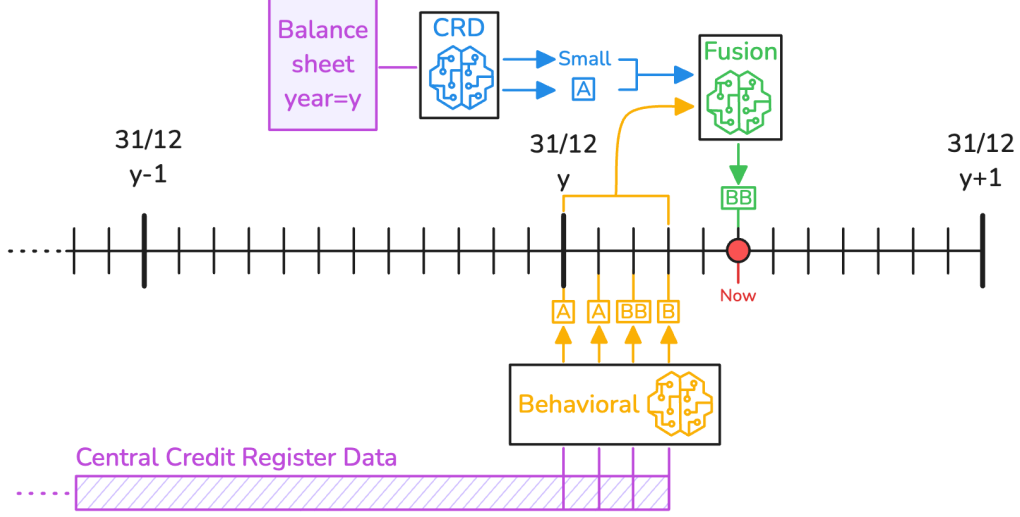 Balance
sheet
year=y
CRD
Small
A
Fusion
31/12
y-1
31/12
y
31/12
y+1
BB
Now
A
A
BB
B
Behavioral
Central Credit Register Data